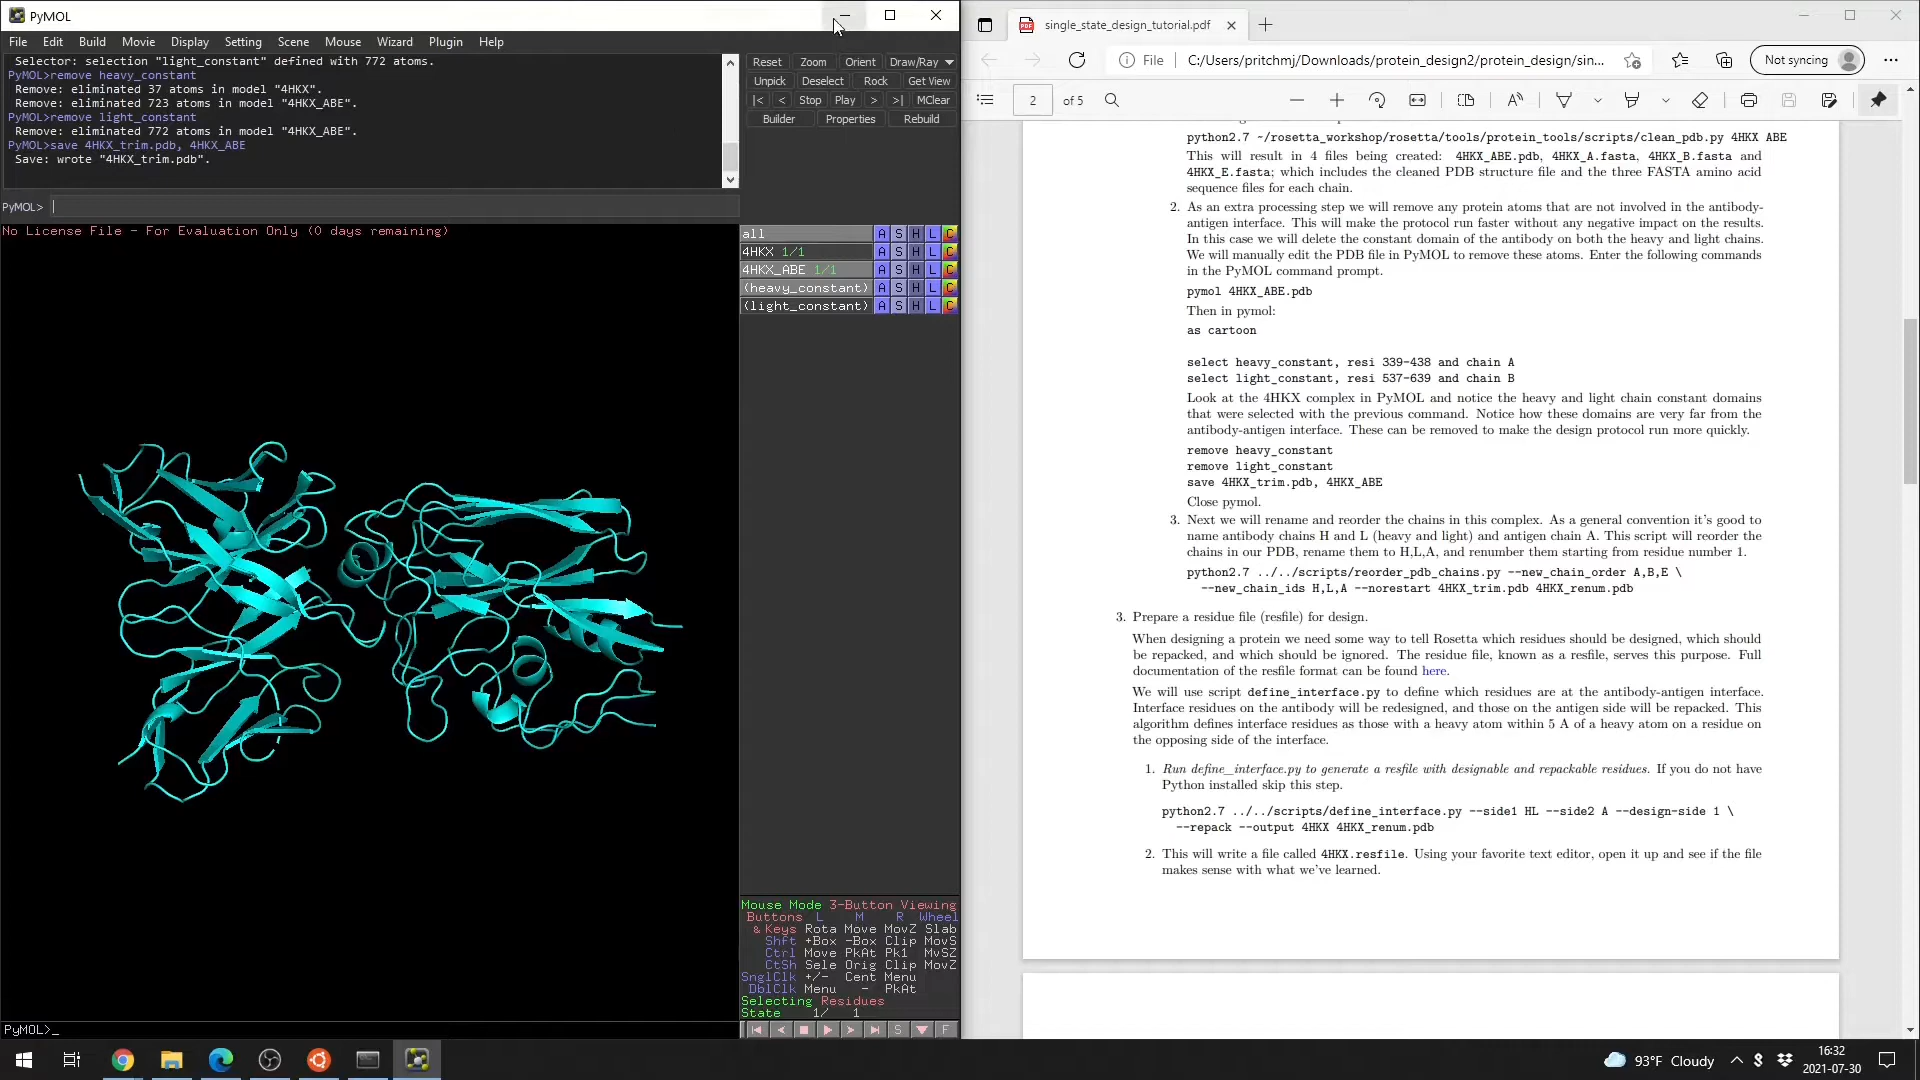 PyMOL
File Edit Build Movie Display Setting Scene Mouse Wizard Plugin Help
Selector: selection "light_constant" defined with 772 atoms.
PyMOL>remove heavy_constant
Remove: eliminated 37 atoms in model "4HKX".
Remove: eliminated 723 atoms in model "4HKX_ABE".
PyMOL>remove light_constant
Remove: eliminated 772 atoms in model "4HKX_ABE".
PyMOL>save 4HKX_trim.pdb, 4HKX_ABE
Save: wrote "4HKX_trim.pdb".
PyMOL>
Reset Zoom Orient Draw/Ray
Unpick Deselect Rock Get View
|< < Stop Play > >| MClear
Builder Properties Rebuild
No License File - For Evaluation Only (0 days remaining)
all A S H L C
4HKX 1/1 A S H L C
4HKX_ABE 1/1 A S H L C
(heavy_constant) A S H L C
(light_constant) A S H L C
Mouse Mode 3-Button Viewing
Buttons L M R Wheel
& Keys Rota Move MovZ Slab
Shft +Box -Box Clip MovS
Ctrl Move PkAt Pk1 MvSZ
CtSh Sele Orig Clip MovZ
SnglClk +/- Cent Menu
DblClk Menu - PkAt
Selecting Residues
State 1/ 1
PyMOL>_
S F
single_state_design_tutorial.pdf
File C:/Users/pritchmj/Downloads/protein_design2/protein_design/sin...
Not syncing
2 of 5
python2.7 ~/rosetta_workshop/rosetta/tools/protein_tools/scripts/clean_pdb.py 4HKX ABE
This will result in 4 files being created: 4HKX_ABE.pdb, 4HKX_A.fasta, 4HKX_B.fasta and
4HKX_E.fasta; which includes the cleaned PDB structure file and the three FASTA amino acid
sequence files for each chain.
2. As an extra processing step we will remove any protein atoms that are not involved in the antibody-
antigen interface. This will make the protocol run faster without any negative impact on the results.
In this case we will delete the constant domain of the antibody on both the heavy and light chains.
We will manually edit the PDB file in PyMOL to remove these atoms. Enter the following commands
in the PyMOL command prompt.
pymol 4HKX_ABE.pdb
Then in pymol:
as cartoon
select heavy_constant, resi 339-438 and chain A
select light_constant, resi 537-639 and chain B
Look at the 4HKX complex in PyMOL and notice the heavy and light chain constant domains
that were selected with the previous command. Notice how these domains are very far from the
antibody-antigen interface. These can be removed to make the design protocol run more quickly.
remove heavy_constant
remove light_constant
save 4HKX_trim.pdb, 4HKX_ABE
Close pymol.
3. Next we will rename and reorder the chains in this complex. As a general convention it's good to
name antibody chains H and L (heavy and light) and antigen chain A. This script will reorder the
chains in our PDB, rename them to H,L,A, and renumber them starting from residue number 1.
python2.7 ../../scripts/reorder_pdb_chains.py --new_chain_order A,B,E \
--new_chain_ids H,L,A --norestart 4HKX_trim.pdb 4HKX_renum.pdb
3. Prepare a residue file (resfile) for design.
When designing a protein we need some way to tell Rosetta which residues should be designed, which should
be repacked, and which should be ignored. The residue file, known as a resfile, serves this purpose. Full
documentation of the resfile format can be found here.
We will use script define_interface.py to define which residues are at the antibody-antigen interface.
Interface residues on the antibody will be redesigned, and those on the antigen side will be repacked. This
algorithm defines interface residues as those with a heavy atom within 5 A of a heavy atom on a residue on
the opposing side of the interface.
1. Run define_interface.py to generate a resfile with designable and repackable residues. If you do not have
Python installed skip this step.
python2.7 ../../scripts/define_interface.py --side1 HL --side2 A --design-side 1 \
--repack --output 4HKX 4HKX_renum.pdb
2. This will write a file called 4HKX.resfile. Using your favorite text editor, open it up and see if the file
makes sense with what we've learned.
93°F Cloudy
16:32
2021-07-30